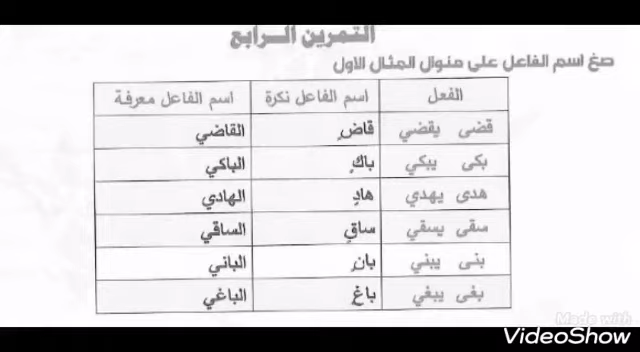 التمرين الرابع
صغ اسم الفاعل على منوال المثال الأول
الفعل اسم الفاعل نكرة اسم الفاعل معرفة
قضى يقضي قاضٍ القاضي
بكى يبكي باكٍ الباكي
هدى يهدي هادٍ الهادي
سقى يسقي ساقٍ الساقي
بنى يبني بانٍ الباني
بغى يبغي باغٍ الباغي
Made with
VideoShow